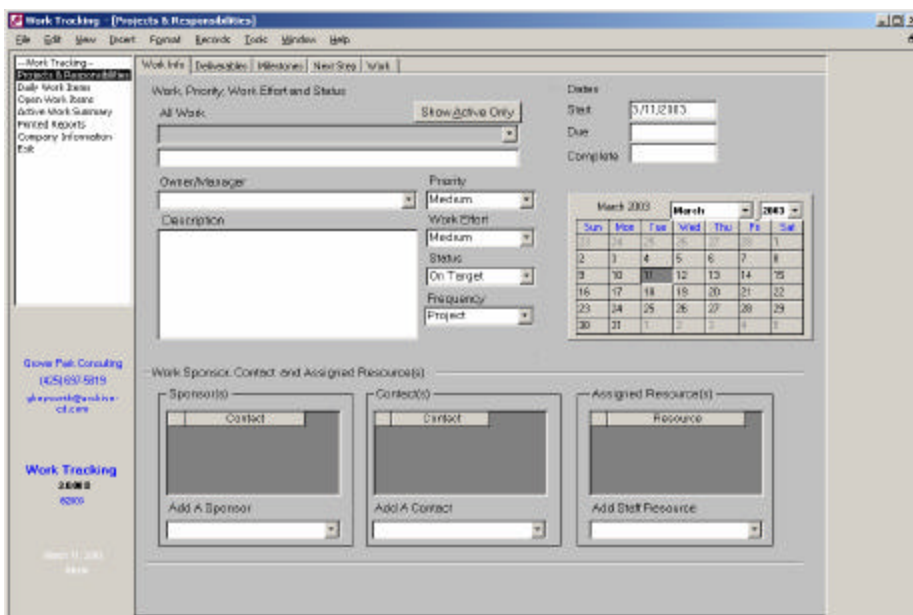 Work Tracking - [Projects & Responsibilities]
File Edit View Insert Format Records Tools Window Help
--Work Tracking--
Projects & Responsibilities
Daily Work Items
Open Work Items
Active Work Summary
Printed Reports
Company Information
Exit
Work Info Deliverables Milestones Next Step Work
Work, Priority, Work Effort and Status
All Work
Show Active Only
Owner/Manager
Description
Priority
Medium
Work Effort
Medium
Status
On Target
Frequency
Project
Dates
Start 3/11/2003
Due
Complete
March 2003 March 2003
Sun Mon Tue Wed Thu Fri Sat
23 24 25 26 27 28 1
2 3 4 5 6 7 8
9 10 11 12 13 14 15
16 17 18 19 20 21 22
23 24 25 26 27 28 29
30 31 1 2 3 4 5
Work Sponsor, Contact and Assigned Resource(s)
Sponsor(s)
Contact
Add A Sponsor
Contact(s)
Contact
Add A Contact
Assigned Resource(s)
Resource
Add Staff Resource
Grover Park Consulting
(425) 697-5819
Work Tracking
March 11, 2003